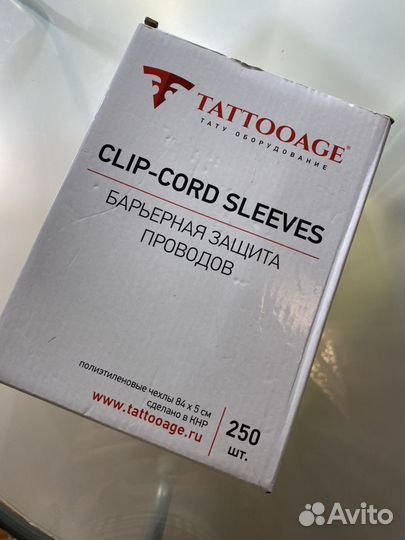 TATTOOAGE®
ТАТУ ОБОРУДОВАНИЕ
CLIP-CORD SLEEVES
БАРЬЕРНАЯ ЗАЩИТА
ПРОВОДОВ
полиэтиленовые чехлы 84 x 5 см
сделано в КНР
www.tattooage.ru
250
шт.
Avito